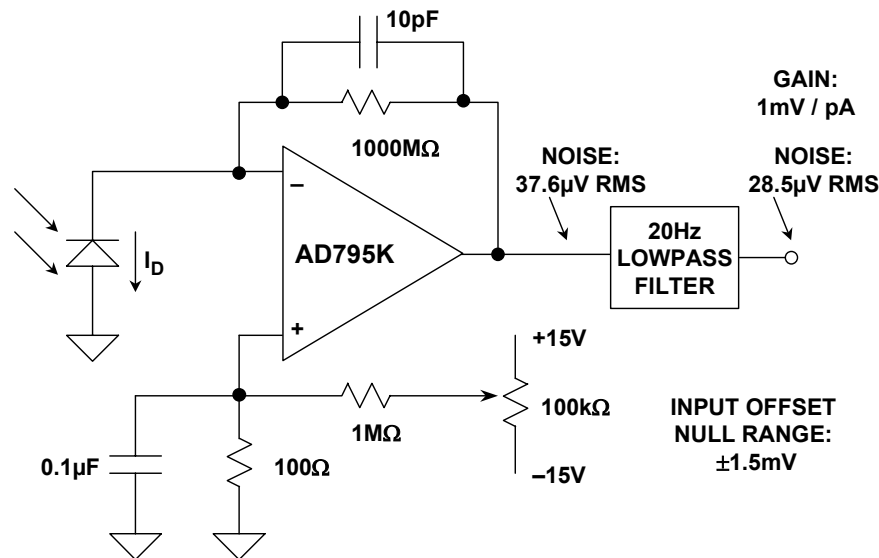 10pF
1000MΩ
GAIN:
1mV / pA
NOISE:
37.6µV RMS
NOISE:
28.5µV RMS
–
AD795K
+
I_D
20Hz
LOWPASS
FILTER
+15V
100kΩ
–15V
1MΩ
0.1µF
100Ω
INPUT OFFSET
NULL RANGE:
±1.5mV